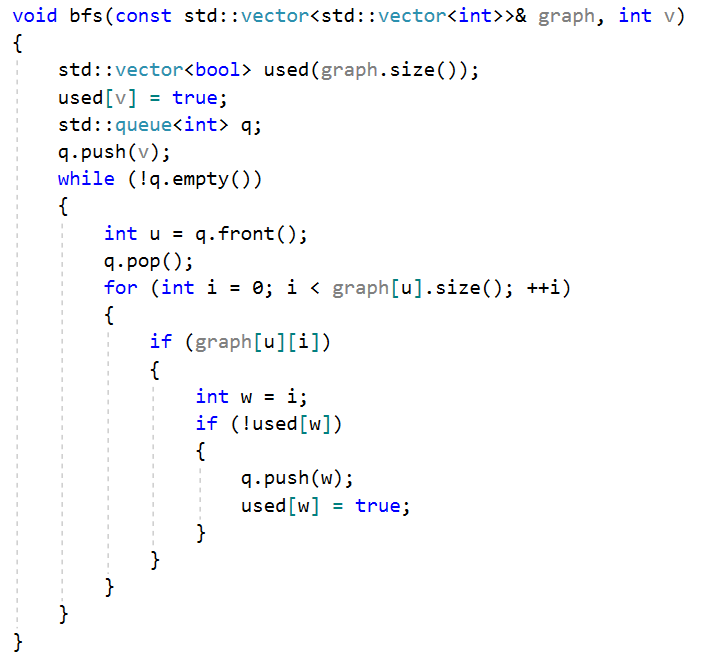 void bfs(const std::vector<std::vector<int>>& graph, int v)
{
    std::vector<bool> used(graph.size());
    used[v] = true;
    std::queue<int> q;
    q.push(v);
    while (!q.empty())
    {
        int u = q.front();
        q.pop();
        for (int i = 0; i < graph[u].size(); ++i)
        {
            if (graph[u][i])
            {
                int w = i;
                if (!used[w])
                {
                    q.push(w);
                    used[w] = true;
                }
            }
        }
    }
}